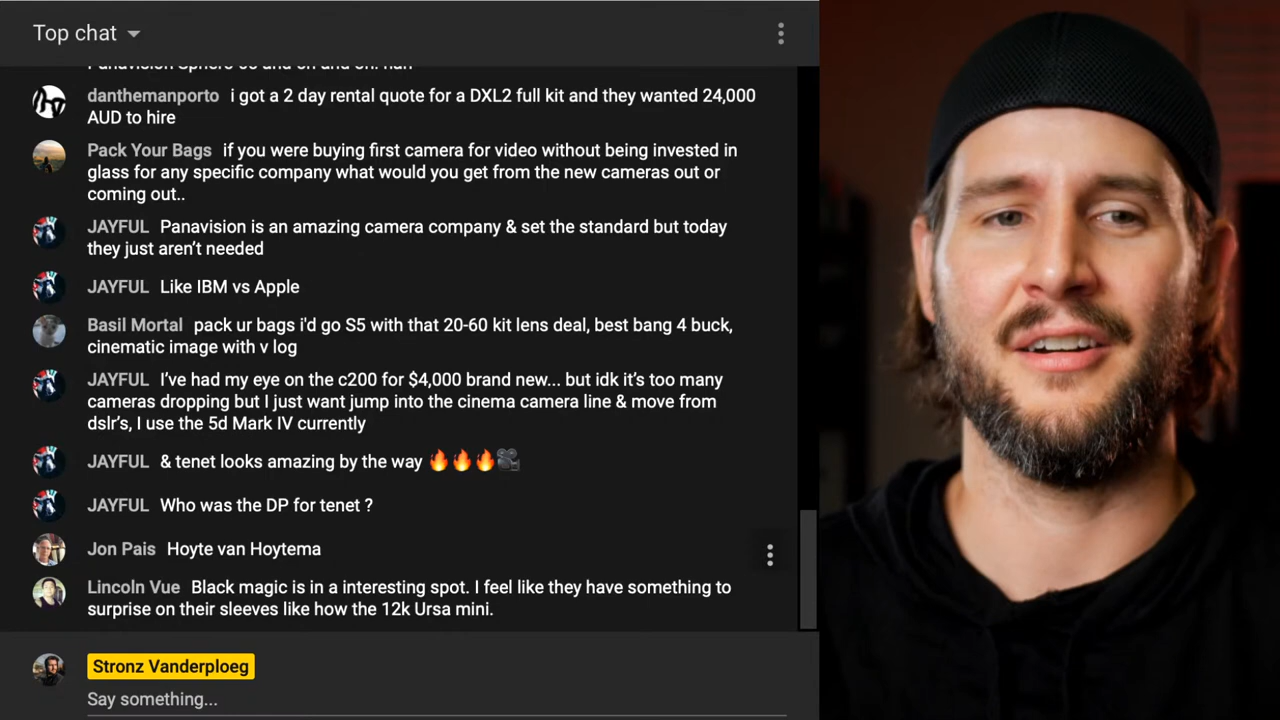 Top chat
danthemanporto i got a 2 day rental quote for a DXL2 full kit and they wanted 24,000
AUD to hire
Pack Your Bags if you were buying first camera for video without being invested in
glass for any specific company what would you get from the new cameras out or
coming out..
JAYFUL Panavision is an amazing camera company & set the standard but today
they just aren't needed
JAYFUL Like IBM vs Apple
Basil Mortal pack ur bags i'd go S5 with that 20-60 kit lens deal, best bang 4 buck,
cinematic image with v log
JAYFUL I've had my eye on the c200 for $4,000 brand new... but idk it's too many
cameras dropping but I just want jump into the cinema camera line & move from
dslr's, I use the 5d Mark IV currently
JAYFUL & tenet looks amazing by the way 🔥🔥🔥🎥
JAYFUL Who was the DP for tenet ?
Jon Pais Hoyte van Hoytema
Lincoln Vue Black magic is in a interesting spot. I feel like they have something to
surprise on their sleeves like how the 12k Ursa mini.
Stronz Vanderploeg
Say something...